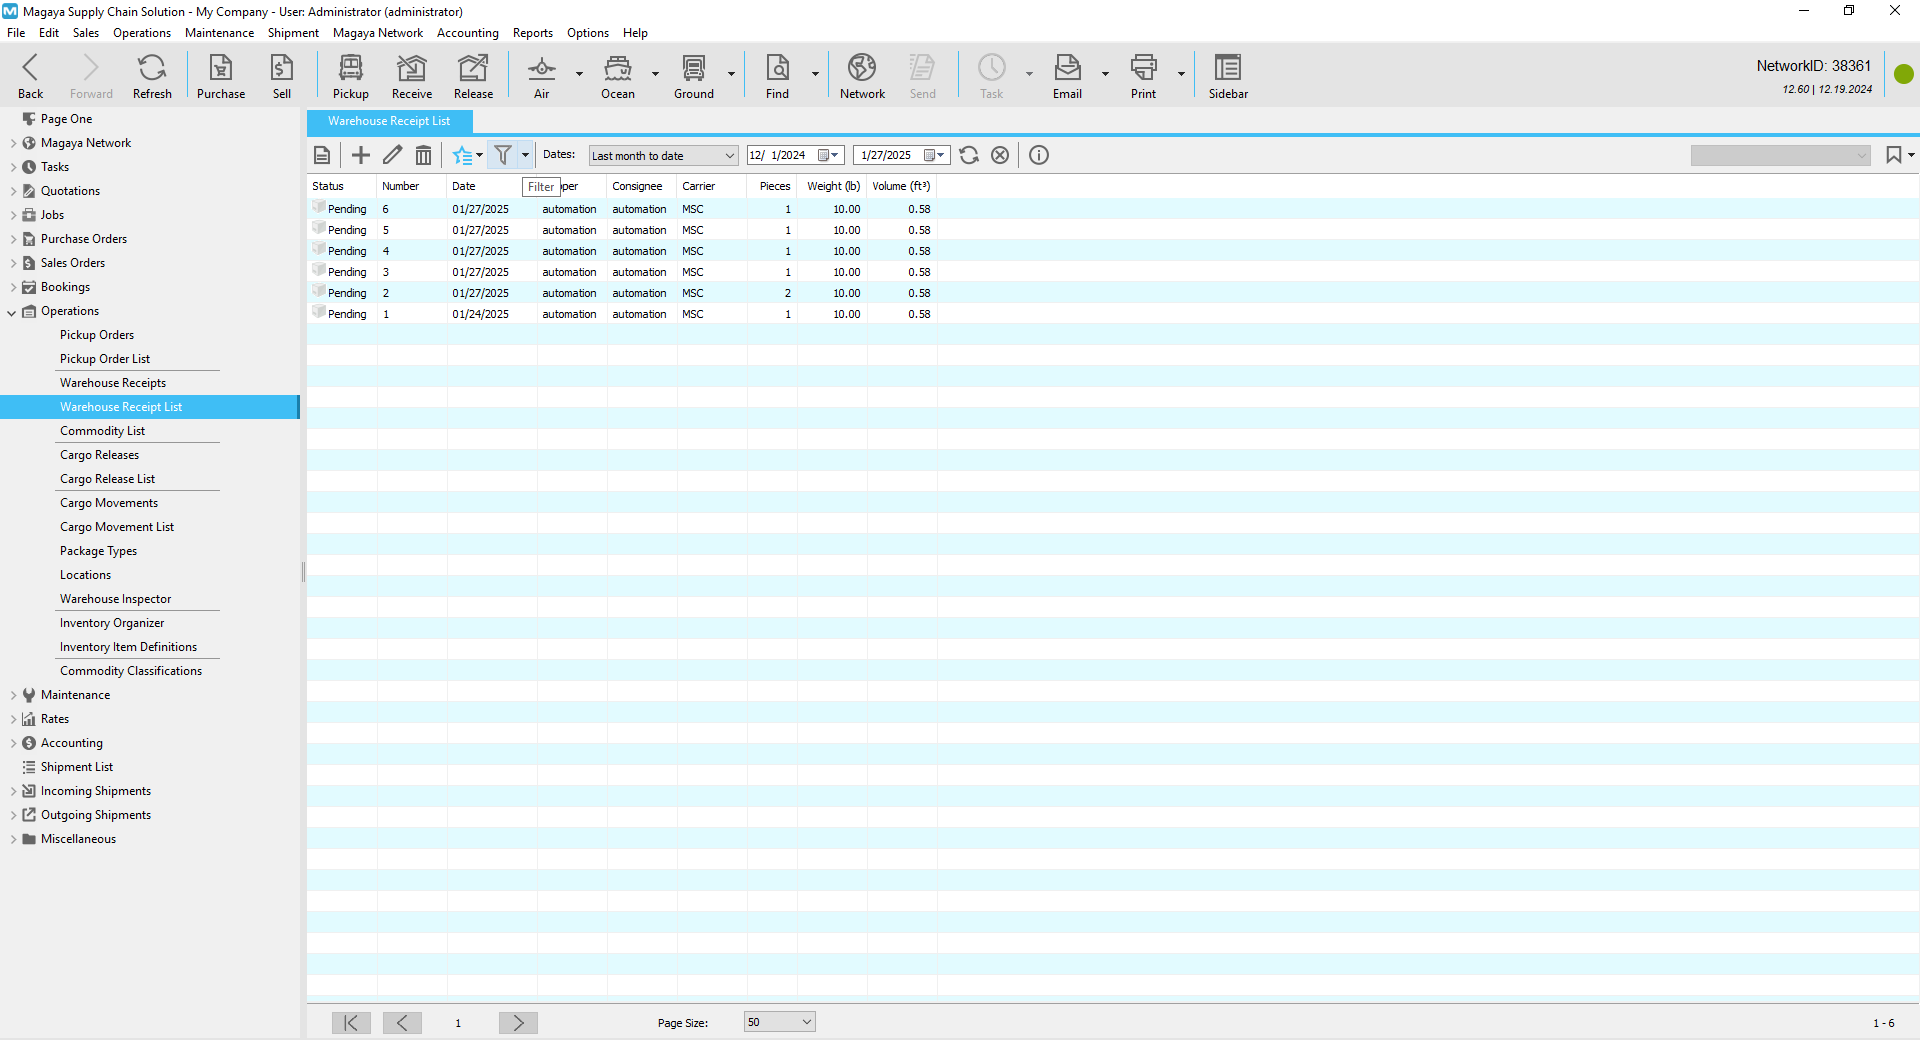 Magaya Supply Chain Solution - My Company - User: Administrator (administrator)
File Edit Sales Operations Maintenance Shipment Magaya Network Accounting Reports Options Help
Back Forward Refresh Purchase Sell Pickup Receive Release Air Ocean Ground Find Network Send Task Email Print Sidebar
NetworkID: 38361
12.60 | 12.19.2024
Page One
Magaya Network
Tasks
Quotations
Jobs
Purchase Orders
Sales Orders
Bookings
Operations
Pickup Orders
Pickup Order List
Warehouse Receipts
Warehouse Receipt List
Commodity List
Cargo Releases
Cargo Release List
Cargo Movements
Cargo Movement List
Package Types
Locations
Warehouse Inspector
Inventory Organizer
Inventory Item Definitions
Commodity Classifications
Maintenance
Rates
Accounting
Shipment List
Incoming Shipments
Outgoing Shipments
Miscellaneous
Warehouse Receipt List
Dates: Last month to date 12/ 1/2024 1/27/2025
Filter
Status Number Date pper Consignee Carrier Pieces Weight (lb) Volume (ft³)
Pending 6 01/27/2025 automation automation MSC 1 10.00 0.58
Pending 5 01/27/2025 automation automation MSC 1 10.00 0.58
Pending 4 01/27/2025 automation automation MSC 1 10.00 0.58
Pending 3 01/27/2025 automation automation MSC 1 10.00 0.58
Pending 2 01/27/2025 automation automation MSC 2 10.00 0.58
Pending 1 01/24/2025 automation automation MSC 1 10.00 0.58
1 Page Size: 50 1 - 6